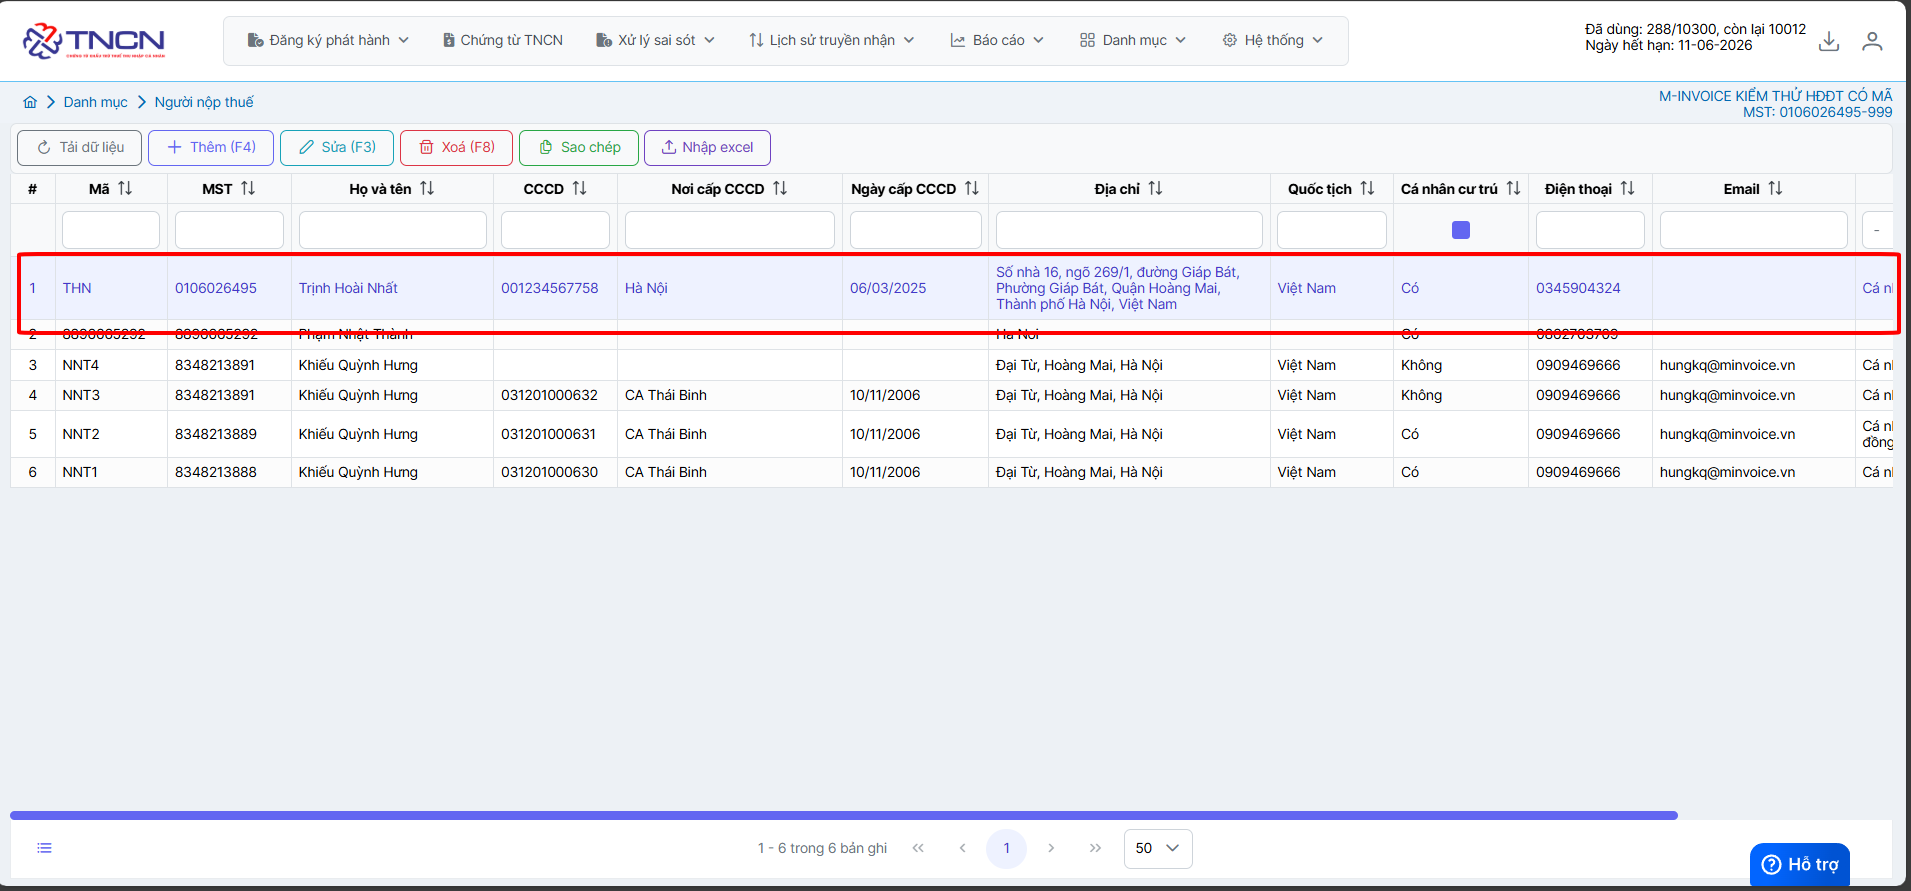 TNCN
CHỨNG TỪ KHẤU TRỪ THUẾ THU NHẬP CÁ NHÂN
Đăng ký phát hành
Chứng từ TNCN
Xử lý sai sót
Lịch sử truyền nhận
Báo cáo
Danh mục
Hệ thống
Đã dùng: 288/10300, còn lại 10012
Ngày hết hạn: 11-06-2026
Danh mục
Người nộp thuế
M-INVOICE KIỂM THỬ HĐĐT CÓ MÃ
MST: 0106026495-999
Tải dữ liệu
Thêm (F4)
Sửa (F3)
Xoá (F8)
Sao chép
Nhập excel
# Mã MST Họ và tên CCCD Nơi cấp CCCD Ngày cấp CCCD Địa chỉ Quốc tịch Cá nhân cư trú Điện thoại Email
-
1 THN 0106026495 Trịnh Hoài Nhất 001234567758 Hà Nội 06/03/2025 Số nhà 16, ngõ 269/1, đường Giáp Bát, Việt Nam Có 0345904324 Cá n
Phường Giáp Bát, Quận Hoàng Mai,
Thành phố Hà Nội, Việt Nam
2 Phạm Nhật Thành Có
3 NNT4 8348213891 Khiếu Quỳnh Hưng Đại Từ, Hoàng Mai, Hà Nội Việt Nam Không 0909469666 hungkq@minvoice.vn Cá n
4 NNT3 8348213891 Khiếu Quỳnh Hưng 031201000632 CA Thái Bình 10/11/2006 Đại Từ, Hoàng Mai, Hà Nội Việt Nam Không 0909469666 hungkq@minvoice.vn Cá n
5 NNT2 8348213889 Khiếu Quỳnh Hưng 031201000631 CA Thái Bình 10/11/2006 Đại Từ, Hoàng Mai, Hà Nội Việt Nam Có 0909469666 hungkq@minvoice.vn Cá n
đồng
6 NNT1 8348213888 Khiếu Quỳnh Hưng 031201000630 CA Thái Bình 10/11/2006 Đại Từ, Hoàng Mai, Hà Nội Việt Nam Có 0909469666 hungkq@minvoice.vn Cá n
1 - 6 trong 6 bản ghi
1
50
Hỗ trợ